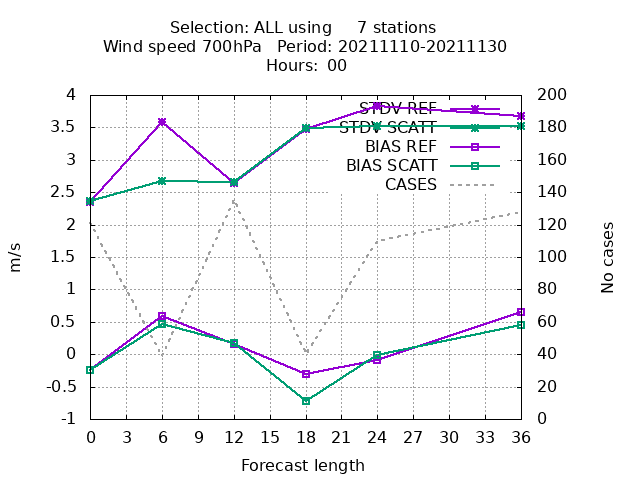 Selection: ALL using 7 stations
Wind speed 700hPa Period: 20211110-20211130
Hours: 00
4 200
3.5 180
3 160
2.5 140
2 120
1.5 100
1 80
0.5 60
0 40
-0.5 20
-1 0
STDV REF
STDV SCATT
BIAS REF
BIAS SCATT
CASES
m/s
No cases
0 3 6 9 12 15 18 21 24 27 30 33 36
Forecast length